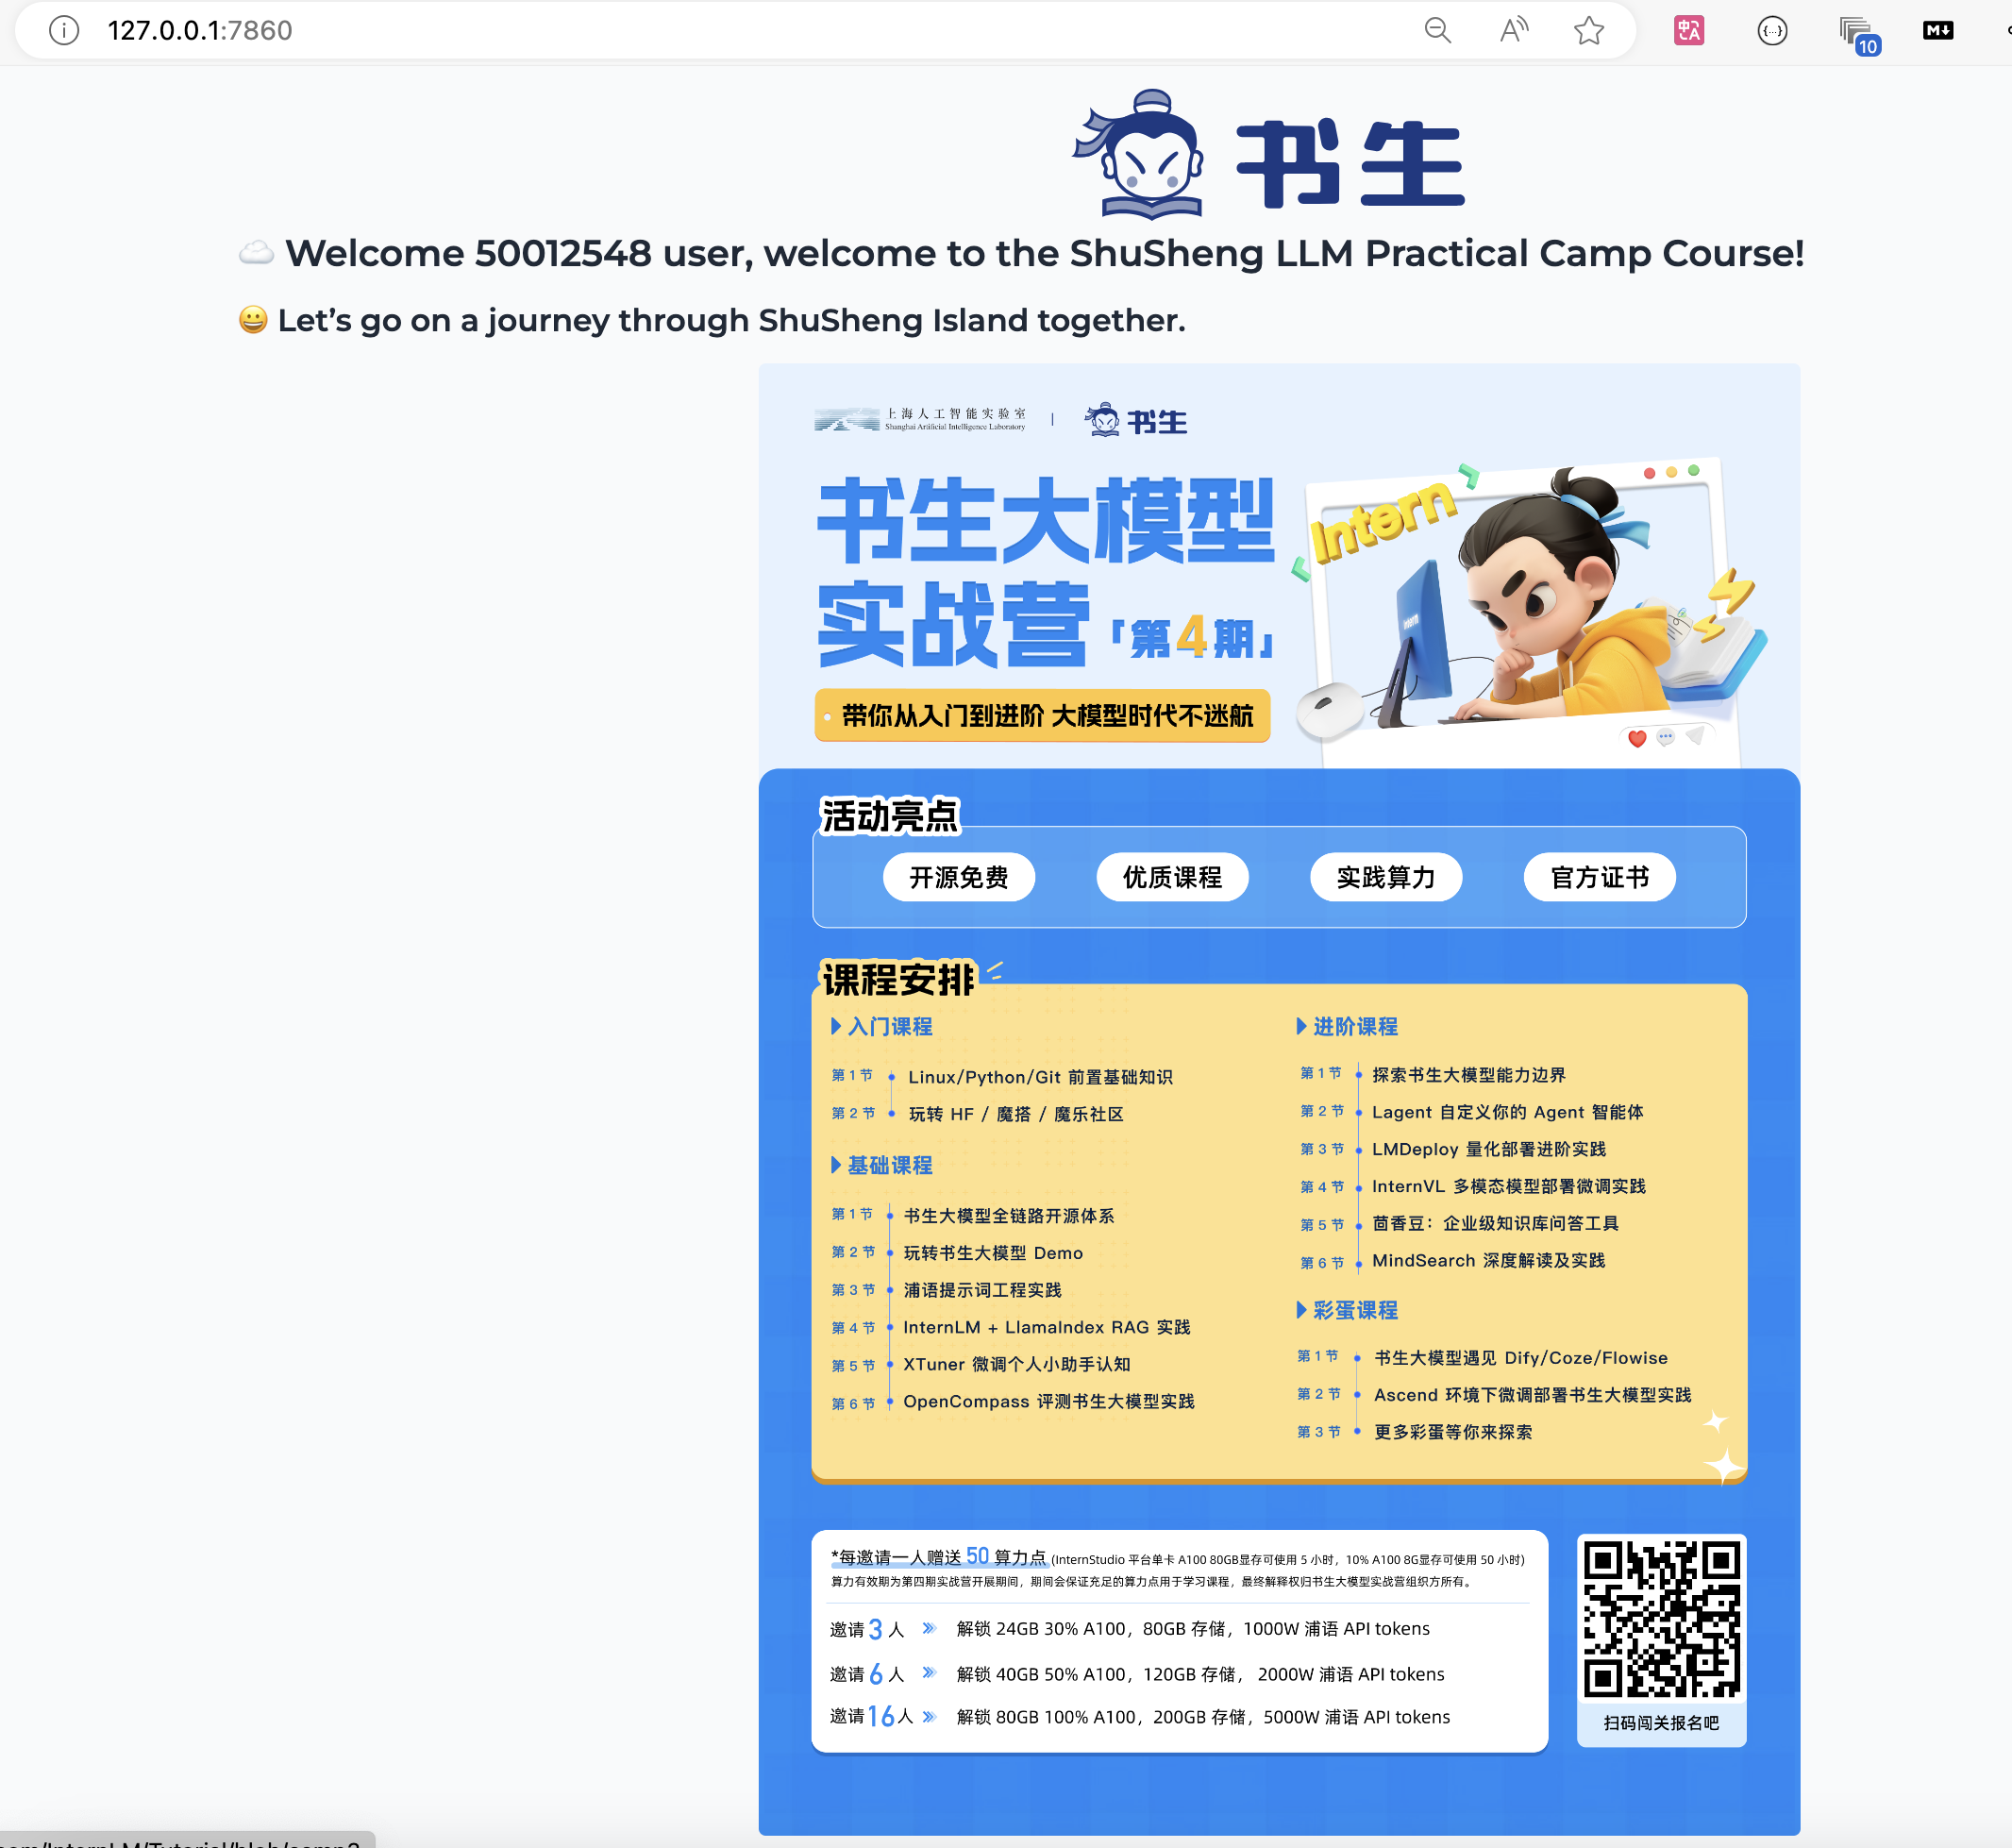 127.0.0.1:7860
10
书生
☁️ Welcome 50012548 user, welcome to the ShuSheng LLM Practical Camp Course!
😀 Let’s go on a journey through ShuSheng Island together.
上海人工智能实验室
Shanghai Artificial Intelligence Laboratory
书生
书生大模型
实战营「第4期」
Intern
带你从入门到进阶 大模型时代不迷航
活动亮点
开源免费
优质课程
实践算力
官方证书
课程安排
入门课程
第1节 Linux/Python/Git 前置基础知识
第2节 玩转 HF / 魔搭 / 魔乐社区
基础课程
第1节 书生大模型全链路开源体系
第2节 玩转书生大模型 Demo
第3节 浦语提示词工程实践
第4节 InternLM + LlamaIndex RAG 实践
第5节 XTuner 微调个人小助手认知
第6节 OpenCompass 评测书生大模型实践
进阶课程
第1节 探索书生大模型能力边界
第2节 Lagent 自定义你的 Agent 智能体
第3节 LMDeploy 量化部署进阶实践
第4节 InternVL 多模态模型部署微调实践
第5节 茴香豆：企业级知识库问答工具
第6节 MindSearch 深度解读及实践
彩蛋课程
第1节 书生大模型遇见 Dify/Coze/Flowise
第2节 Ascend 环境下微调部署书生大模型实践
第3节 更多彩蛋等你来探索
*每邀请一人赠送 50 算力点 (InternStudio 平台单卡 A100 80GB显存可使用 5 小时，10% A100 8G显存可使用 50 小时)
算力有效期为第四期实战营开展期间，期间会保证充足的算力点用于学习课程，最终解释权归书生大模型实战营组织方所有。
邀请3人 解锁 24GB 30% A100，80GB 存储，1000W 浦语 API tokens
邀请6人 解锁 40GB 50% A100，120GB 存储， 2000W 浦语 API tokens
邀请16人 解锁 80GB 100% A100，200GB 存储，5000W 浦语 API tokens
扫码闯关报名吧